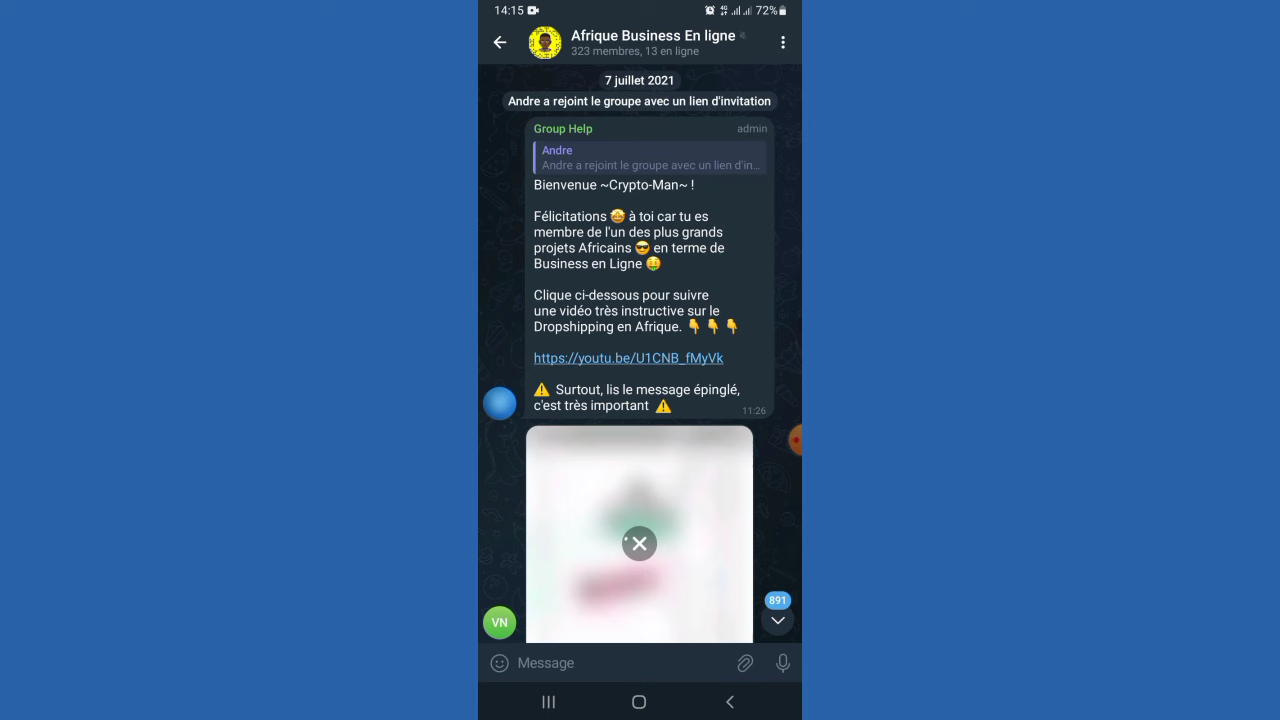 14:15 72%
Afrique Business En ligne
323 membres, 13 en ligne
7 juillet 2021
Andre a rejoint le groupe avec un lien d'invitation
Group Help admin
Andre
Andre a rejoint le groupe avec un lien d'in...
Bienvenue ~Crypto-Man~ !
Félicitations 🤩 à toi car tu es
membre de l'un des plus grands
projets Africains 😎 en terme de
Business en Ligne 🤑
Clique ci-dessous pour suivre
une vidéo très instructive sur le
Dropshipping en Afrique. 👇 👇 👇
https://youtu.be/U1CNB_fMyVk
⚠️ Surtout, lis le message épinglé,
c'est très important ⚠️
11:26
891
VN
Message